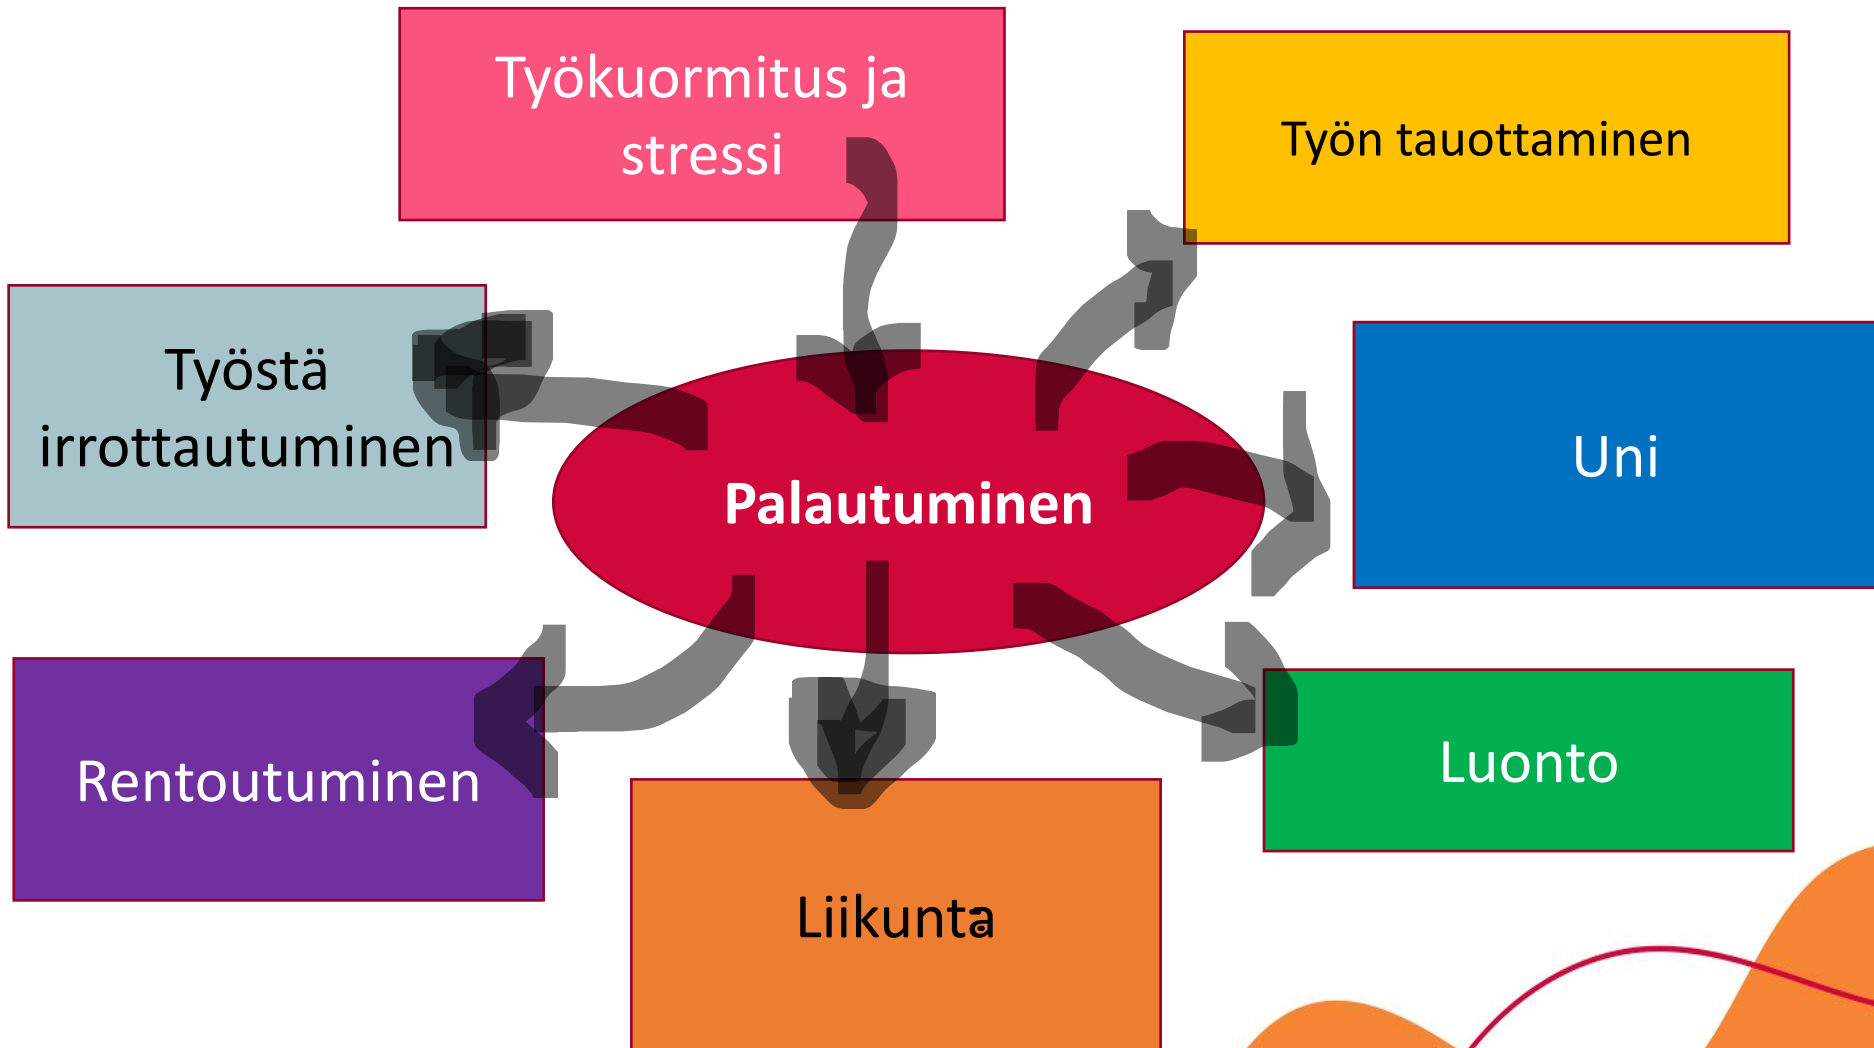 Työkuormitus ja
stressi
Työn tauottaminen
Työstä
irrottautuminen
Uni
Palautuminen
Rentoutuminen
Luonto
Liikunta